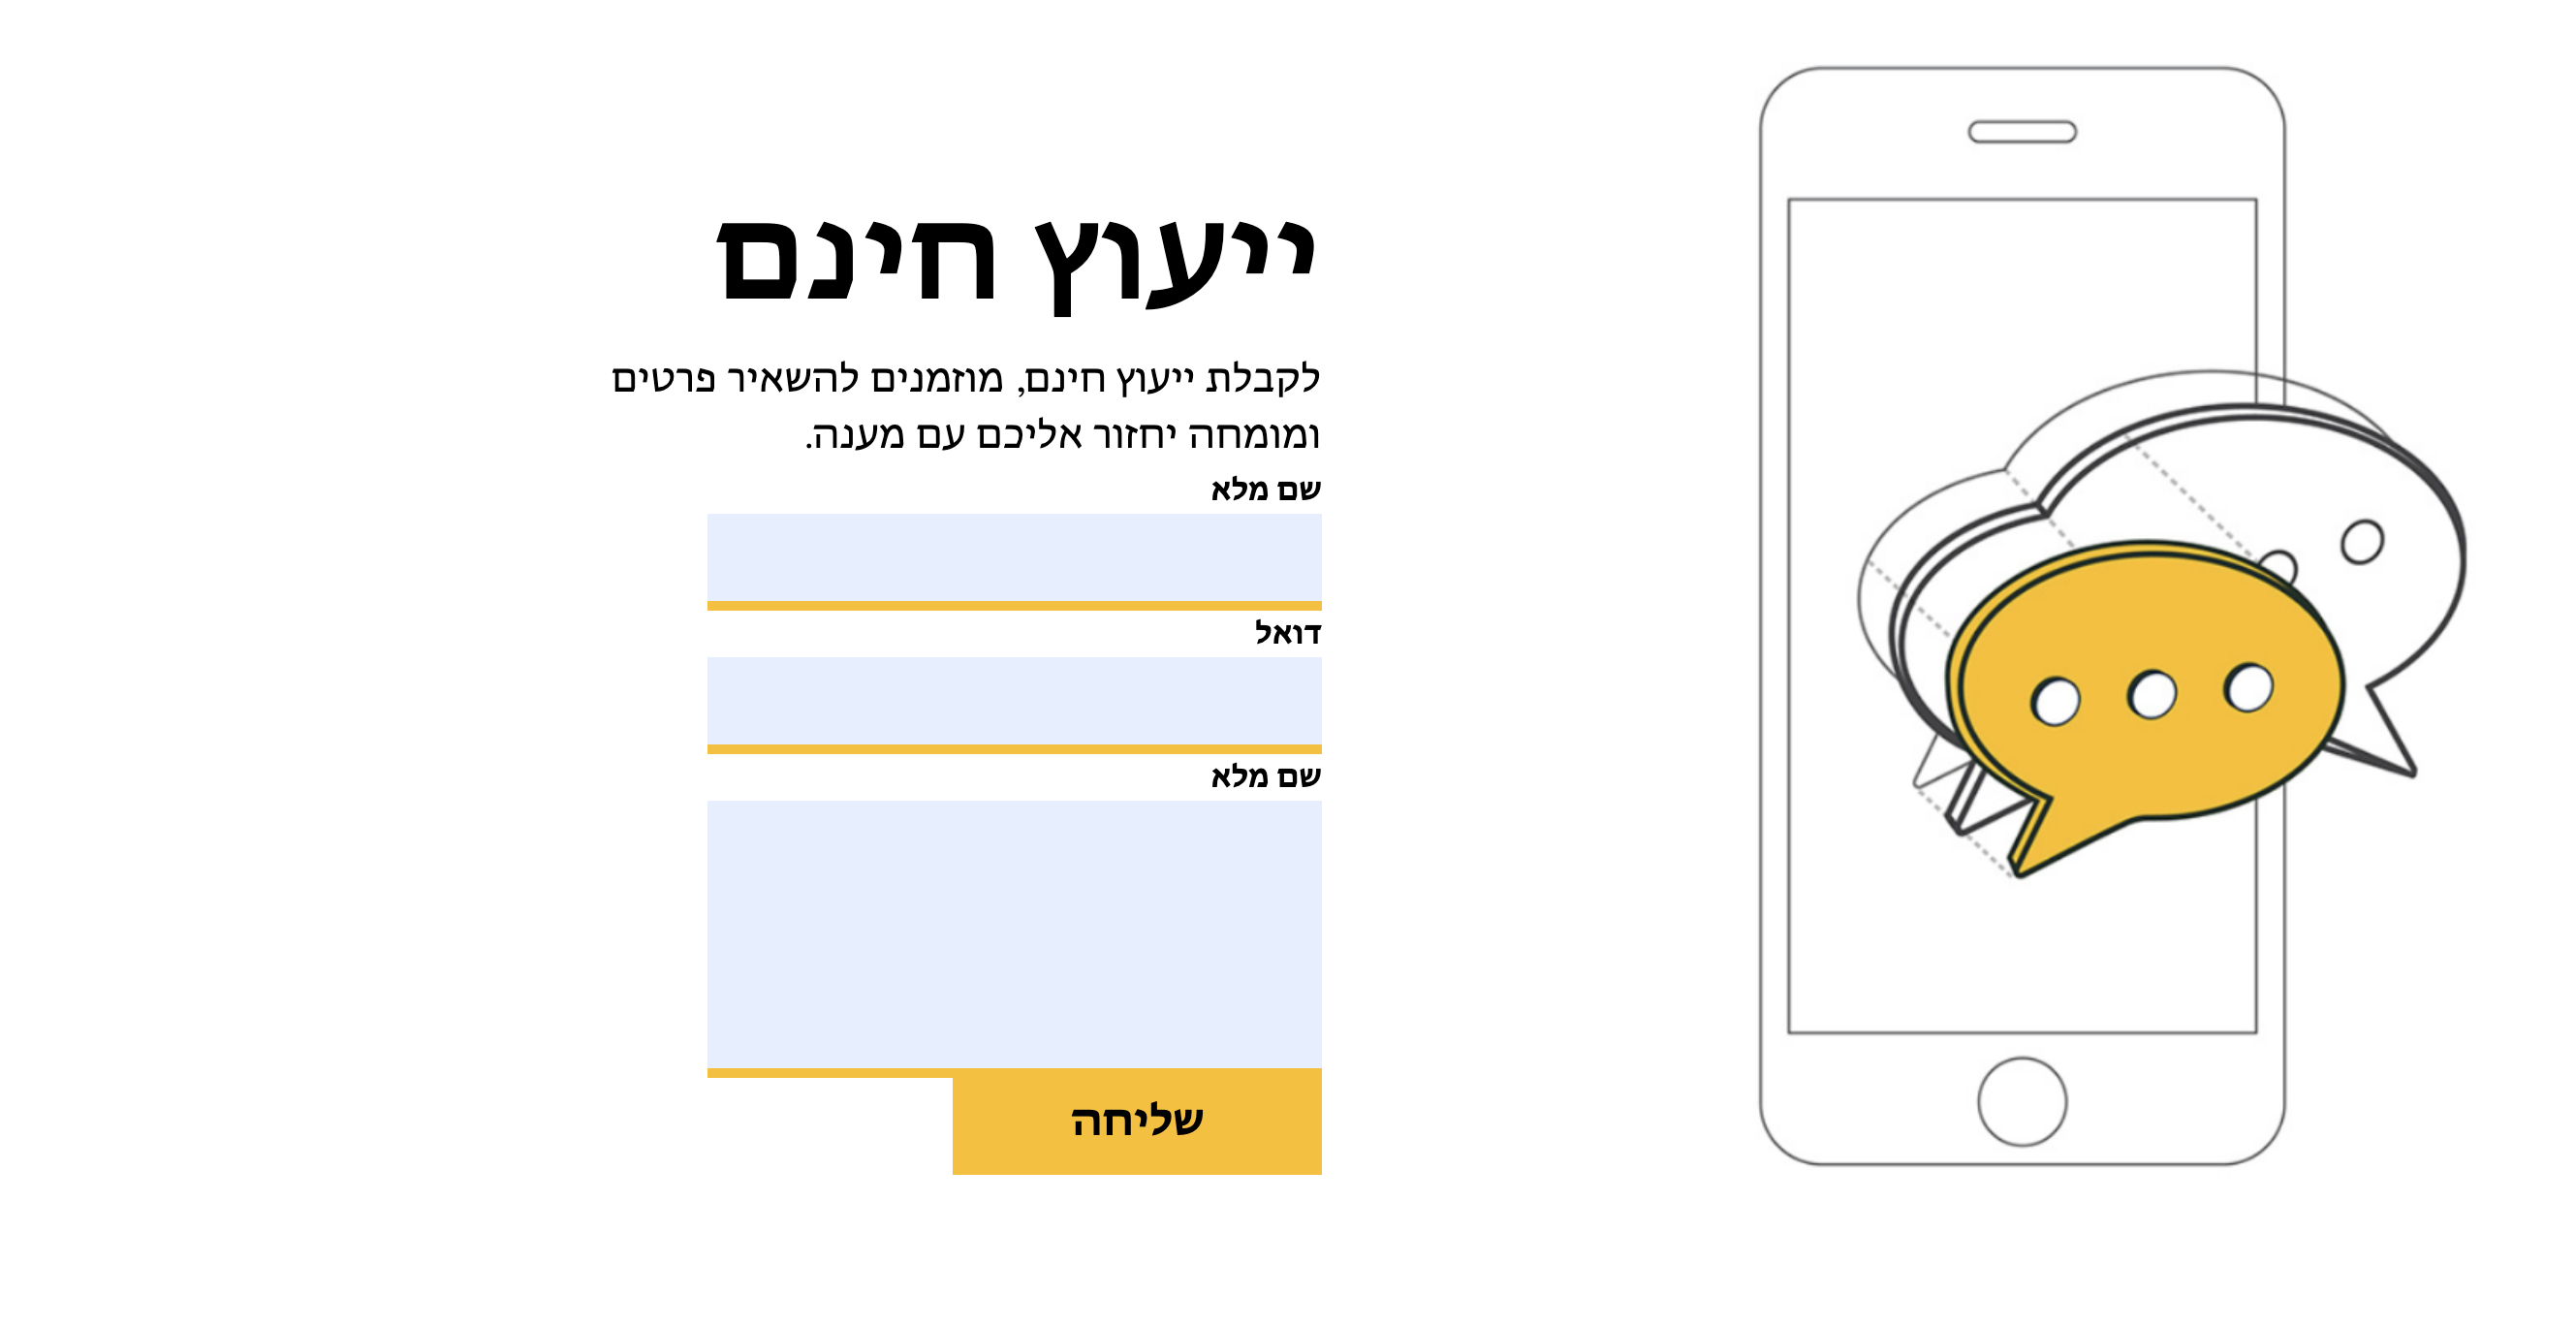 ייעוץ חינם
לקבלת ייעוץ חינם, מוזמנים להשאיר פרטים
ומומחה יחזור אליכם עם מענה.
שם מלא
דואל
שם מלא
שליחה